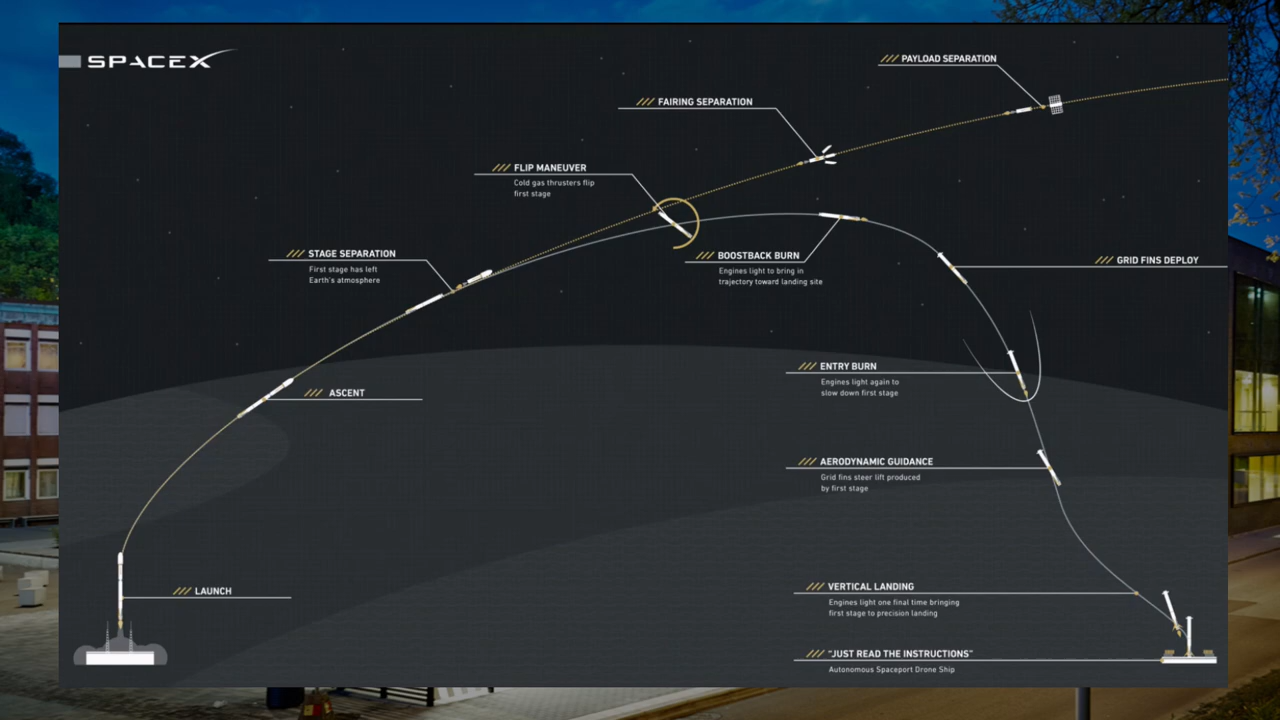 SPACEX
/// PAYLOAD SEPARATION
/// FAIRING SEPARATION
/// FLIP MANEUVER
Cold gas thrusters flip
first stage
/// STAGE SEPARATION
First stage has left
Earth's atmosphere
/// BOOSTBACK BURN
Engines light to bring in
trajectory toward landing site
/// GRID FINS DEPLOY
/// ENTRY BURN
Engines light again to
slow down first stage
/// ASCENT
/// AERODYNAMIC GUIDANCE
Grid fins steer lift produced
by first stage
/// LAUNCH
/// VERTICAL LANDING
Engines light one final time bringing
first stage to precision landing
/// "JUST READ THE INSTRUCTIONS"
Autonomous Spaceport Drone Ship